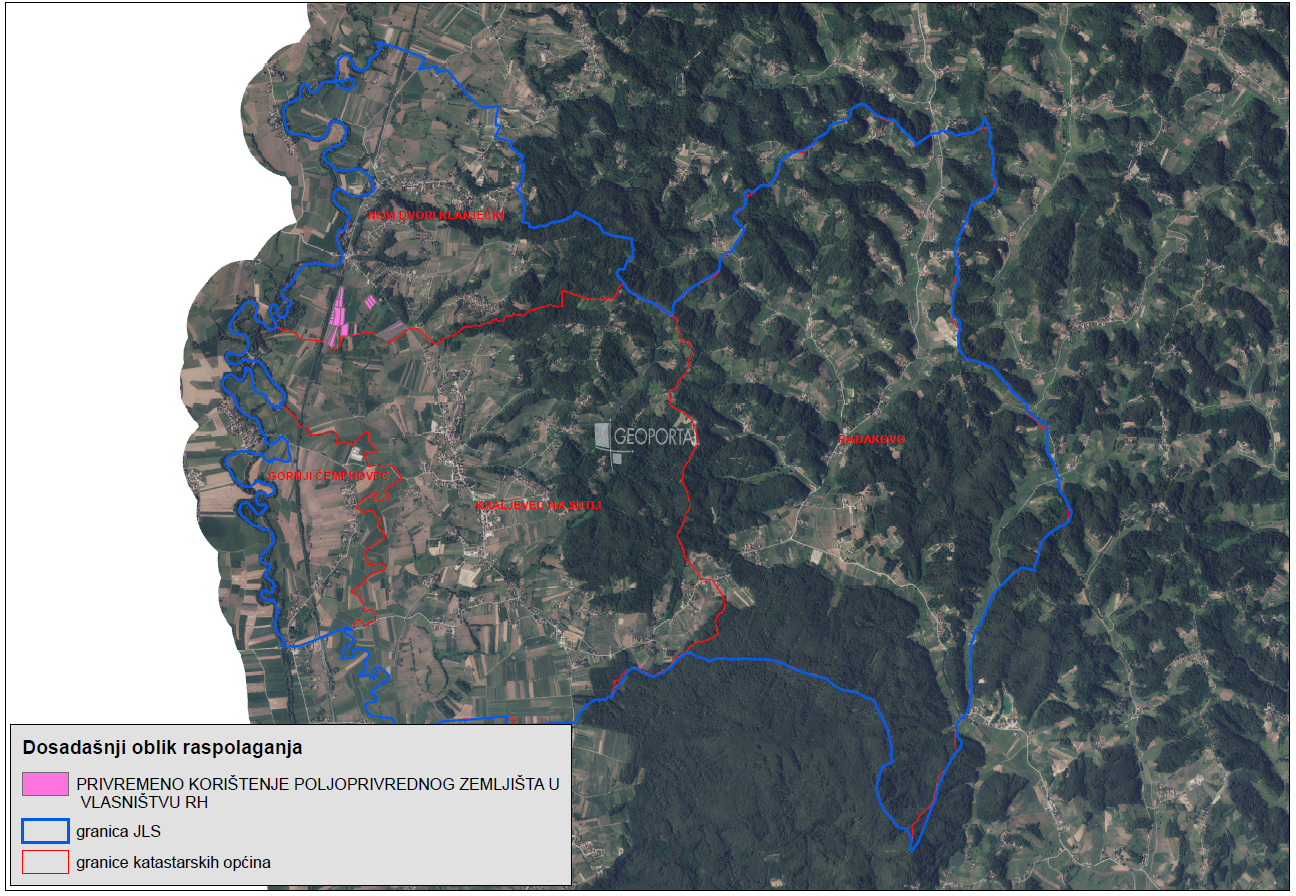 NOVI DVORI KLANJEČKI
GEOPORTA
RADAKOVO
GORNJI ČEMEHOVEC
KRALJEVEC NA SUTLI
Dosadašnji oblik raspolaganja
PRIVREMENO KORIŠTENJE POLJOPRIVREDNOG ZEMLJIŠTA U
VLASNIŠTVU RH
granica JLS
granice katastarskih općina